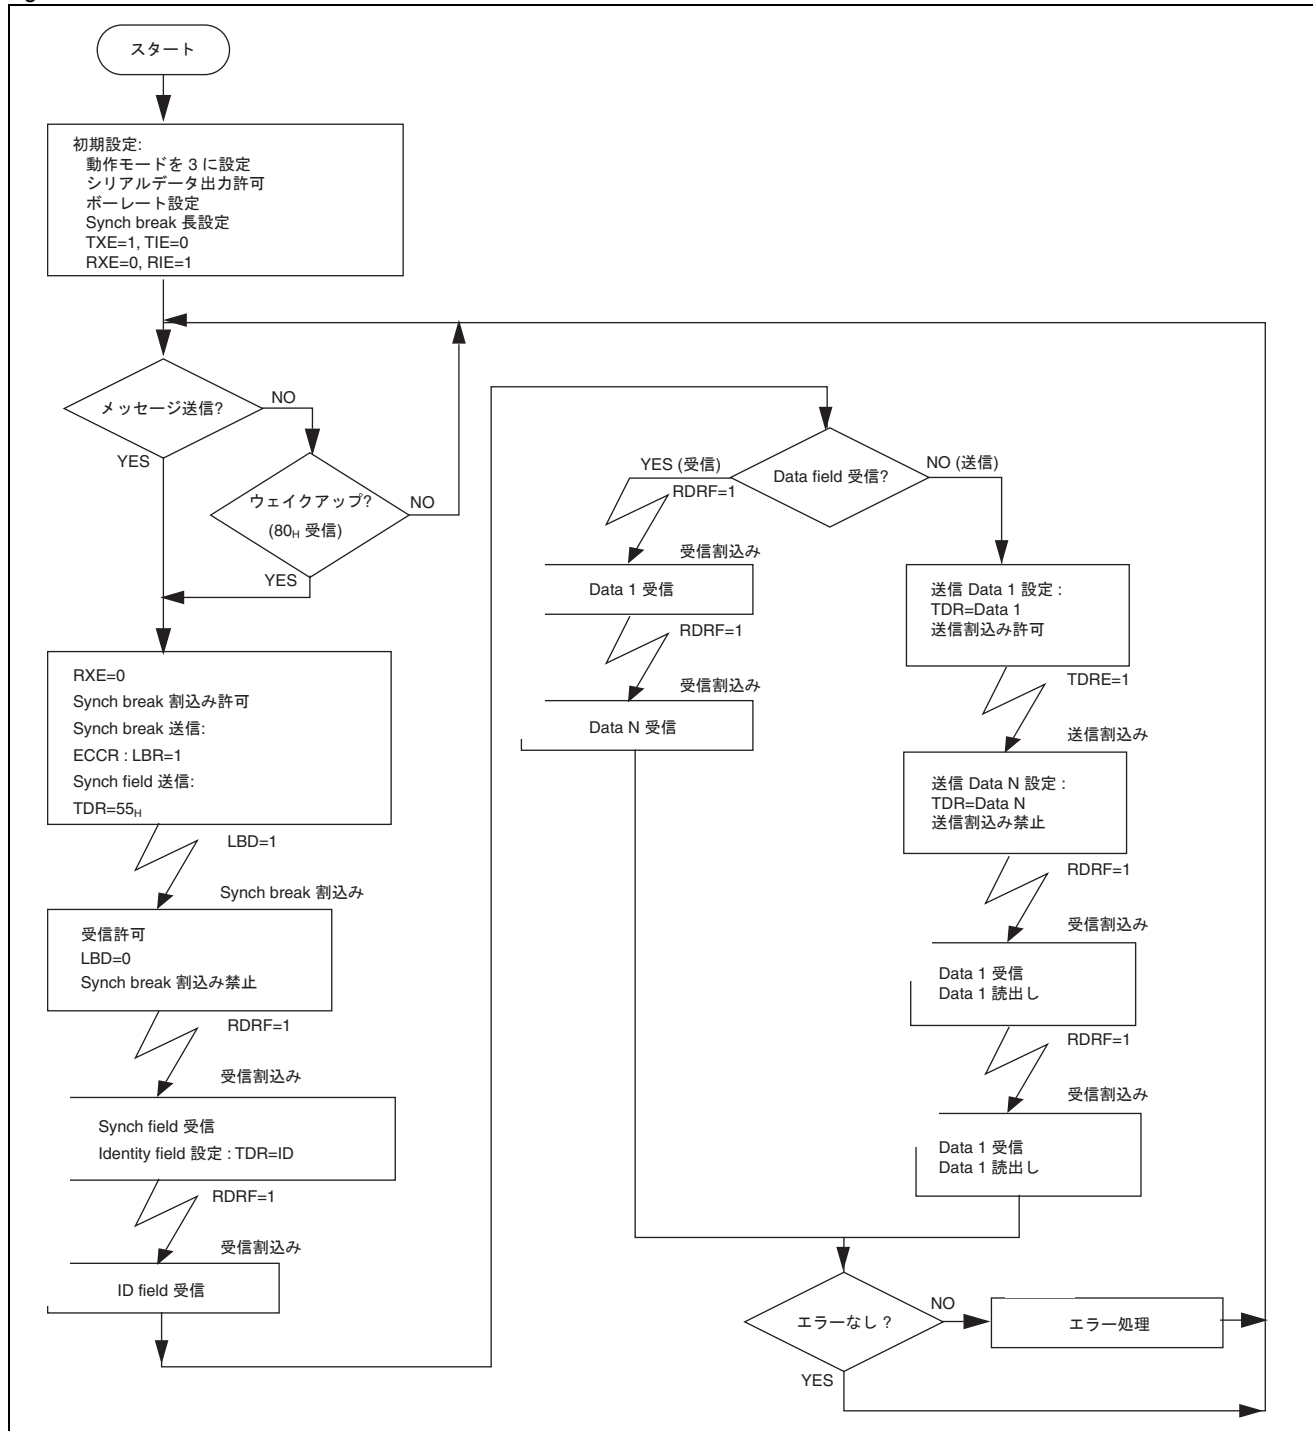 スタート
初期設定:
動作モードを 3 に設定
シリアルデータ出力許可
ボーレート設定
Synch break 長設定
TXE=1, TIE=0
RXE=0, RIE=1
メッセージ送信?
NO
YES
ウェイクアップ?
(80H 受信)
NO
YES
RXE=0
Synch break 割込み許可
Synch break 送信:
ECCR : LBR=1
Synch field 送信:
TDR=55H
LBD=1
Synch break 割込み
受信許可
LBD=0
Synch break 割込み禁止
RDRF=1
受信割込み
Synch field 受信
Identity field 設定 : TDR=ID
RDRF=1
受信割込み
ID field 受信
Data field 受信?
YES (受信)
NO (送信)
RDRF=1
受信割込み
Data 1 受信
RDRF=1
受信割込み
Data N 受信
送信 Data 1 設定 :
TDR=Data 1
送信割込み許可
TDRE=1
送信割込み
送信 Data N 設定 :
TDR=Data N
送信割込み禁止
RDRF=1
受信割込み
Data 1 受信
Data 1 読出し
RDRF=1
受信割込み
Data 1 受信
Data 1 読出し
エラーなし ?
NO
エラー処理
YES